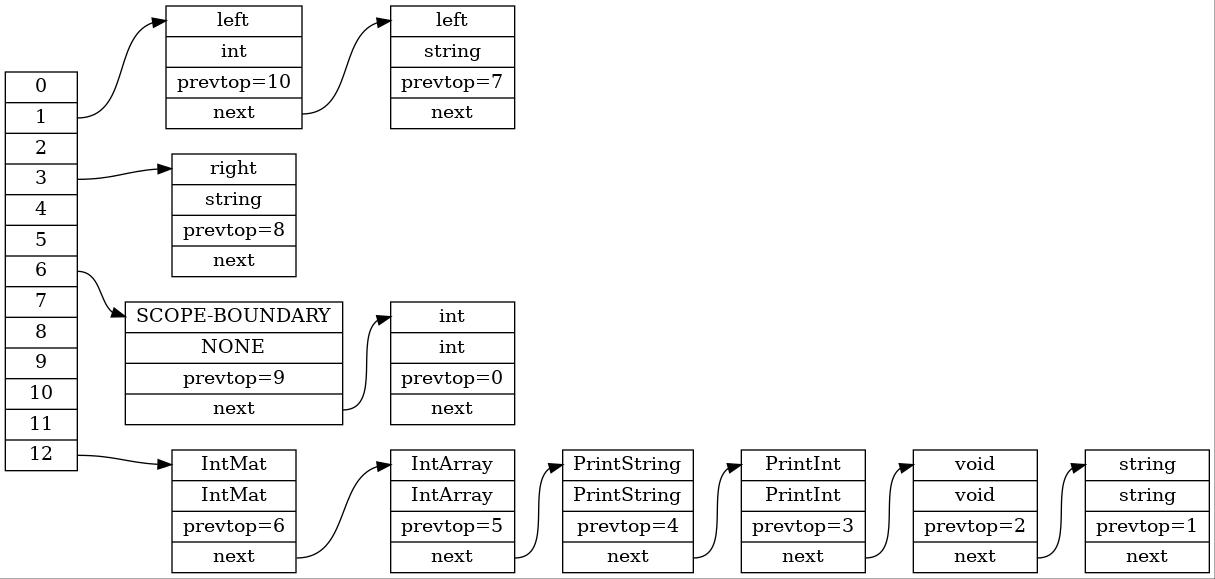 0
1
2
3
4
5
6
7
8
9
10
11
12
left
int
prevtop=10
next
left
string
prevtop=7
next
right
string
prevtop=8
next
SCOPE-BOUNDARY
NONE
prevtop=9
next
int
int
prevtop=0
next
IntMat
IntMat
prevtop=6
next
IntArray
IntArray
prevtop=5
next
PrintString
PrintString
prevtop=4
next
PrintInt
PrintInt
prevtop=3
next
void
void
prevtop=2
next
string
string
prevtop=1
next